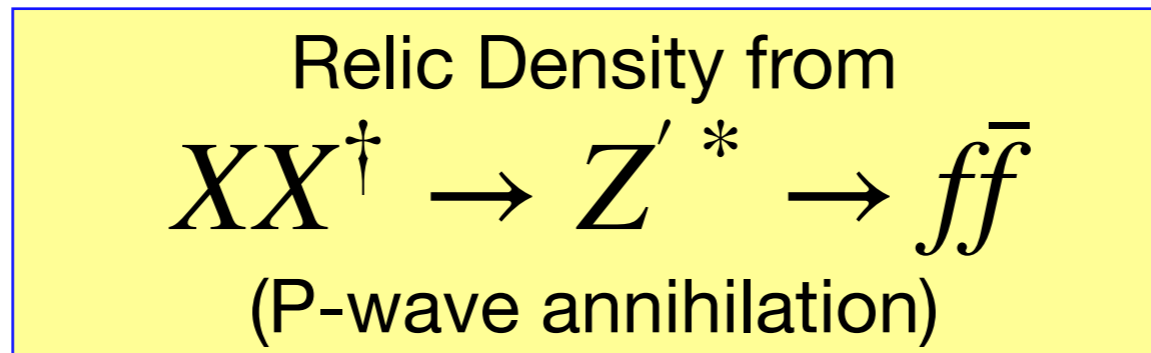 Relic Density from
XX† → Z′* → ff̄
(P-wave annihilation)